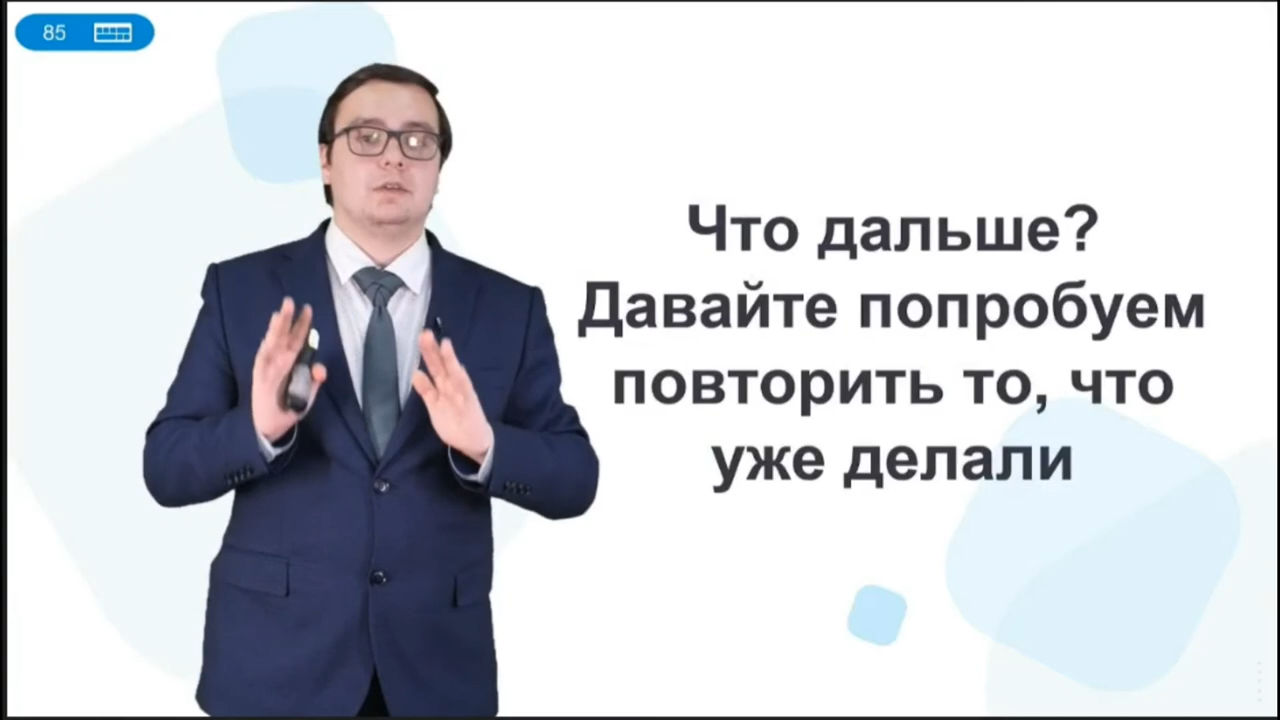 85
Что дальше?
Давайте попробуем
повторить то, что
уже делали